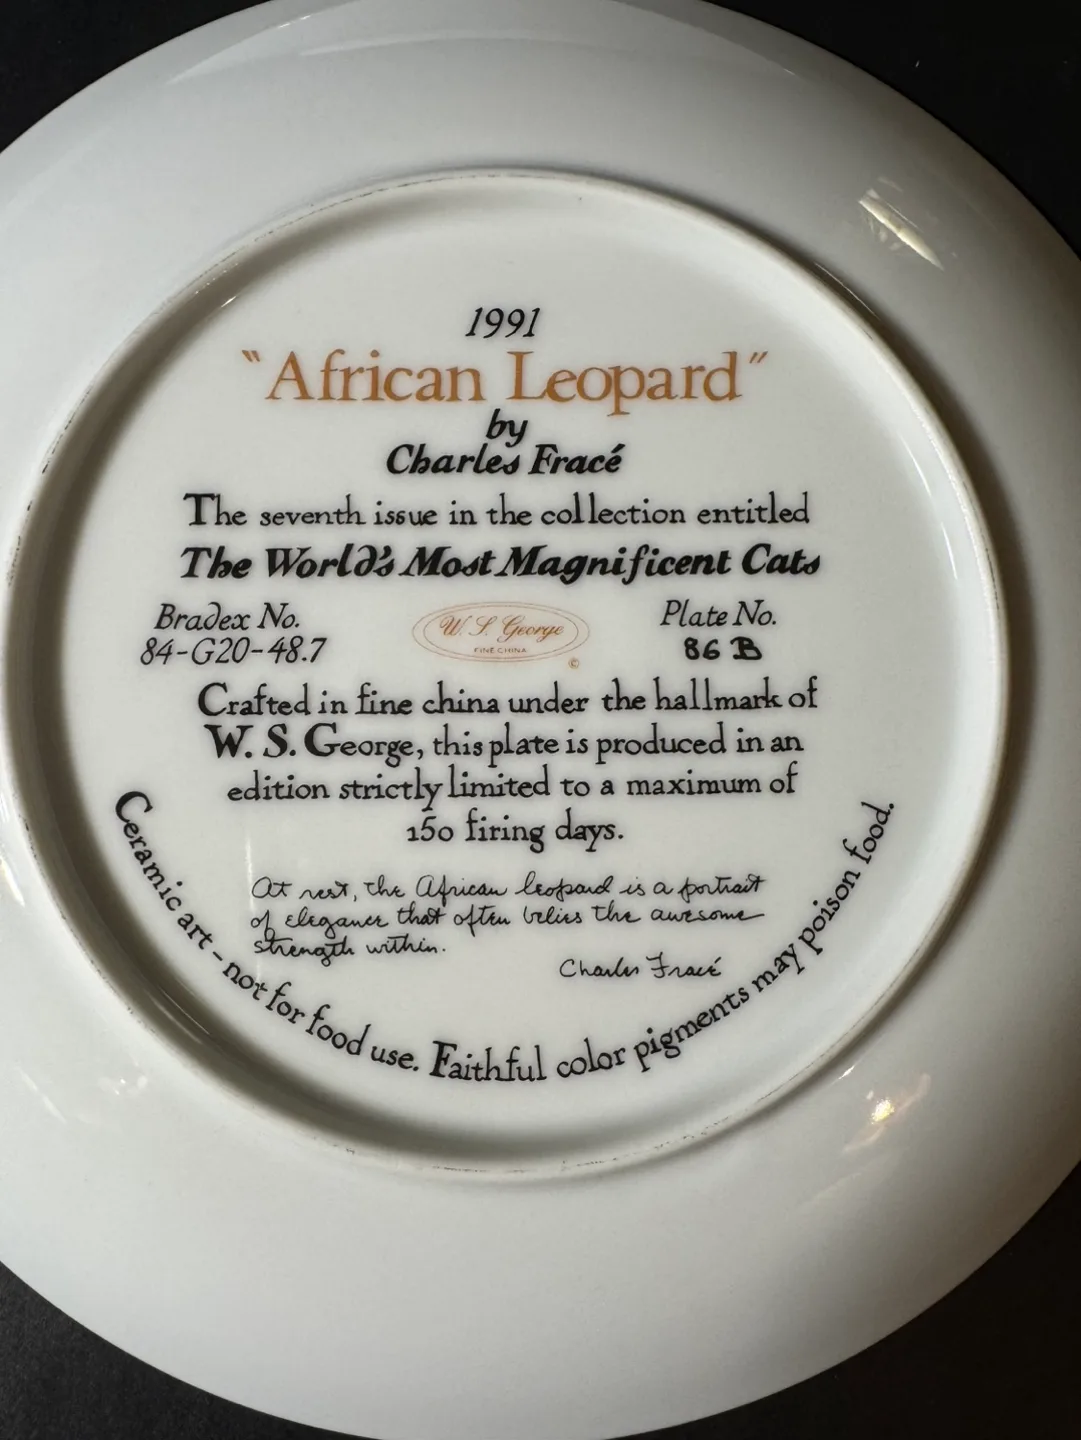 1991
"African Leopard"
by
Charles Fracé
The seventh issue in the collection entitled
The World's Most Magnificent Cats
Bradex No.
84-G20-48.7
W. S. George
FINE CHINA
©
Plate No.
86 B
Crafted in fine china under the hallmark of
W. S. George, this plate is produced in an
edition strictly limited to a maximum of
150 firing days.
At rest, the African leopard is a portrait
of elegance that often belies the awesome
strength within.
Charles Fracé
Ceramic art - not for food use. Faithful color pigments may poison food.